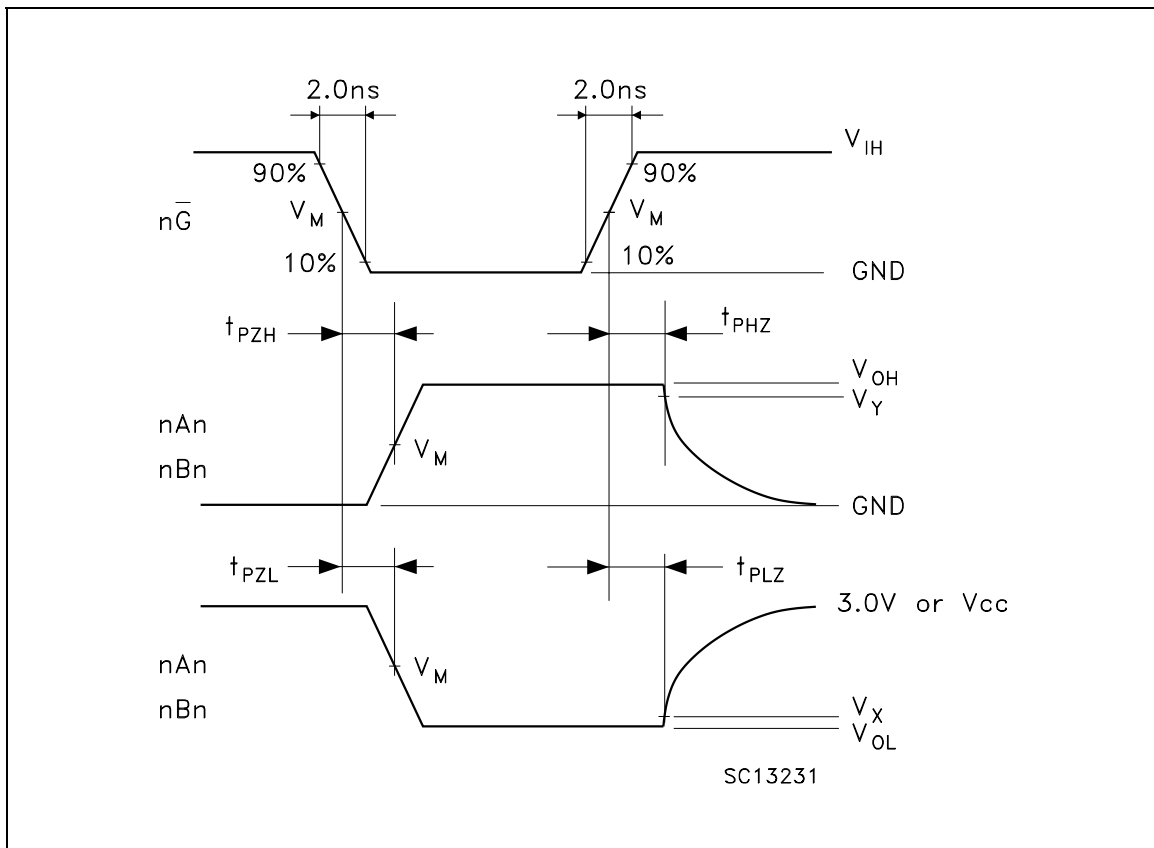 2.0ns 2.0ns
V_IH
90% 90%
nG̅ V_M V_M
10% 10%
GND
t_PZH t_PHZ
V_OH
V_Y
nAn
V_M
nBn
GND
t_PZL t_PLZ
3.0V or Vcc
nAn V_M
nBn V_X
V_OL
SC13231